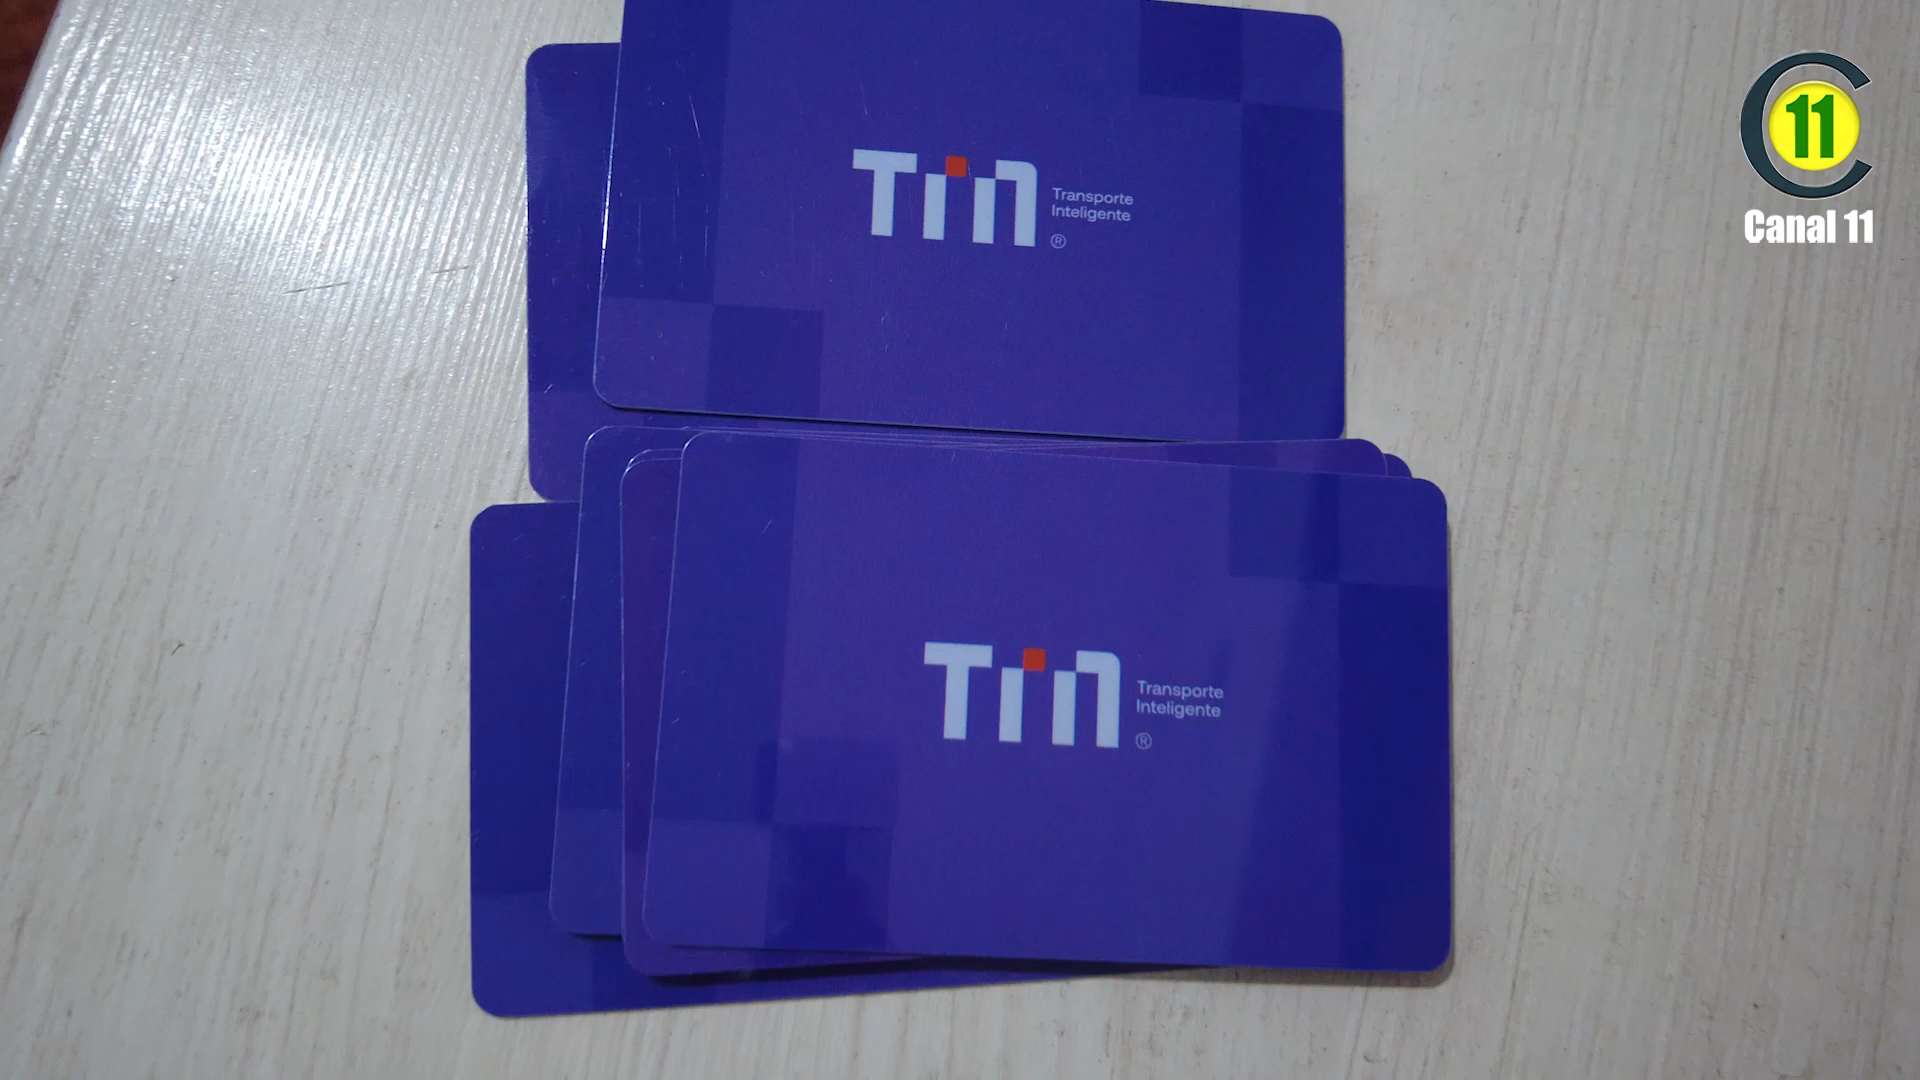 Tin
Transporte
Inteligente
®
Tin
Transporte
Inteligente
®
11
Canal 11